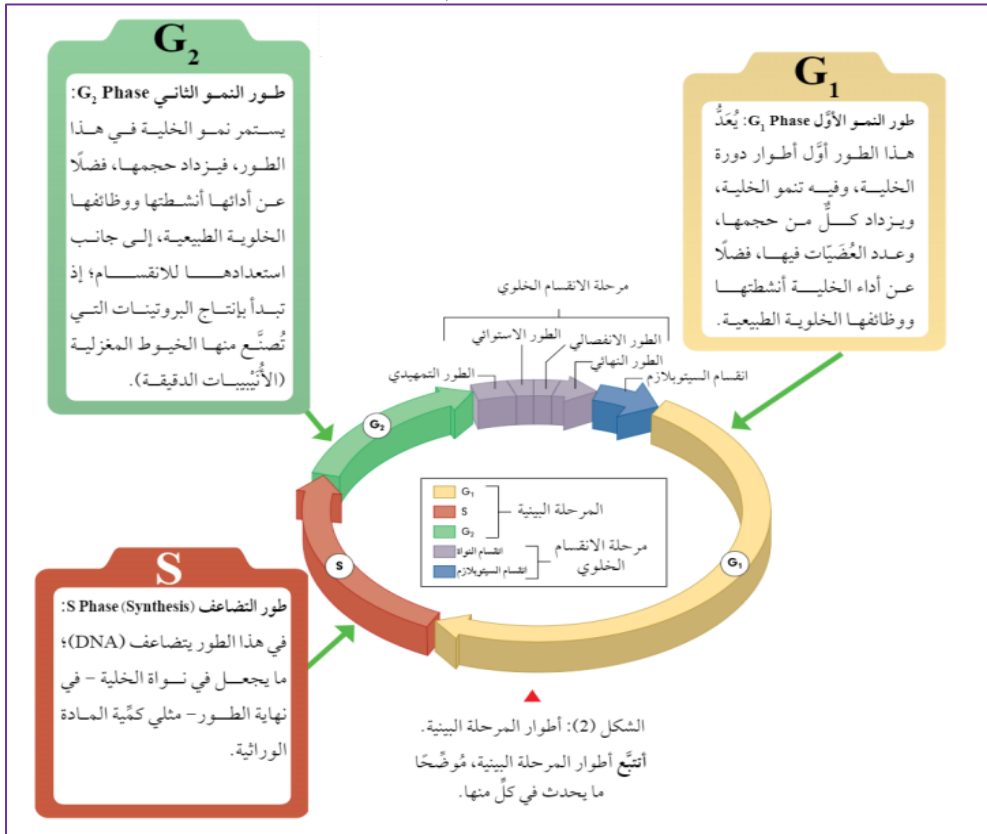 G₁
طور النمو الأوَّل G₁ Phase: يُعَدُّ
هذا الطور أوَّل أطوار دورة
الخلية، وفيه تنمو الخلية،
ويزداد كلٌّ من حجمها،
وعدد العُضَيّات فيها، فضلًا
عن أداء الخلية أنشطتها
ووظائفها الخلوية الطبيعية.
G₂
طور النمو الثاني G₂ Phase:
يستمر نمو الخلية في هذا
الطور، فيزداد حجمها، فضلًا
عن أدائها أنشطتها ووظائفها
الخلوية الطبيعية، إلى جانب
استعدادها للانقسام؛ إذ
تبدأ بإنتاج البروتينات التي
تُصنَّع منها الخيوط المغزلية
(الأُنَيْبيبات الدقيقة).
مرحلة الانقسام الخلوي
الطور الانفصالي
الطور الاستوائي
الطور النهائي
انقسام السيتوبلازم
الطور التمهيدي
G₂
G₁
S
G₁
S
G₂
المرحلة البينية
انقسام النواة
انقسام السيتوبلازم
مرحلة الانقسام
الخلوي
S
طور التضاعف S Phase (Synthesis):
في هذا الطور يتضاعف (DNA)؛
ما يجعل في نواة الخلية – في
نهاية الطور– مثلي كمِّية المادة
الوراثية.
الشكل (2): أطوار المرحلة البينية.
أتتبَّع أطوار المرحلة البينية، مُوضِّحًا
ما يحدث في كلٍّ منها.